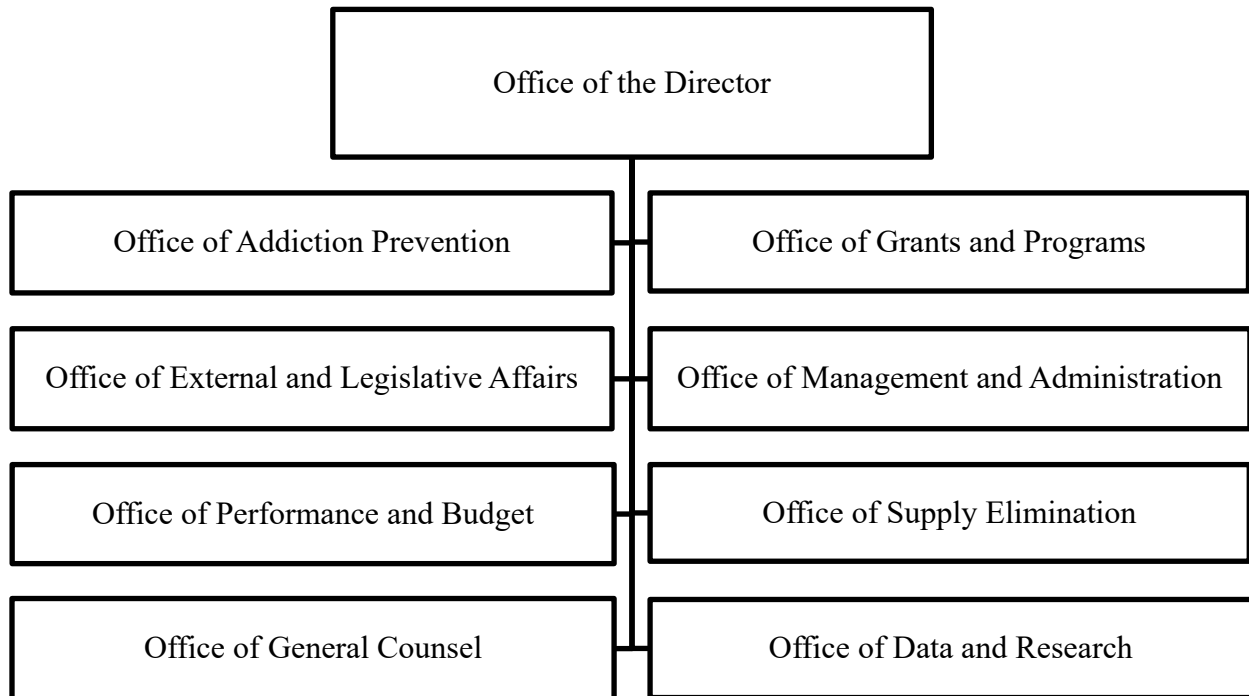 Office of the Director
Office of Addiction Prevention
Office of Grants and Programs
Office of External and Legislative Affairs
Office of Management and Administration
Office of Performance and Budget
Office of Supply Elimination
Office of General Counsel
Office of Data and Research